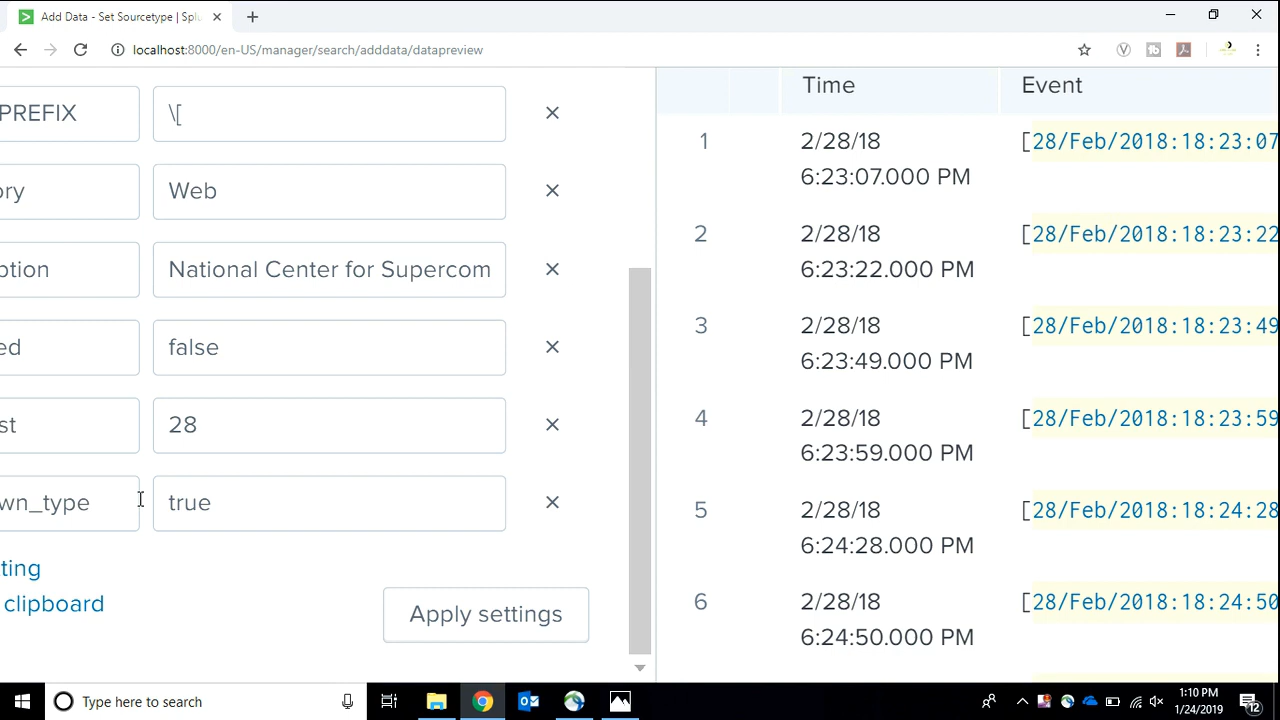 Add Data - Set Sourcetype | Splu
localhost:8000/en-US/manager/search/adddata/datapreview
PREFIX
\[
ory
Web
ption
National Center for Supercom
ed
false
st
28
wn_type
true
ting
clipboard
Apply settings
Time
Event
1
2/28/18
6:23:07.000 PM
[28/Feb/2018:18:23:07
2
2/28/18
6:23:22.000 PM
[28/Feb/2018:18:23:22
3
2/28/18
6:23:49.000 PM
[28/Feb/2018:18:23:49
4
2/28/18
6:23:59.000 PM
[28/Feb/2018:18:23:59
5
2/28/18
6:24:28.000 PM
[28/Feb/2018:18:24:28
6
2/28/18
6:24:50.000 PM
[28/Feb/2018:18:24:50
Type here to search
1:10 PM
1/24/2019
12